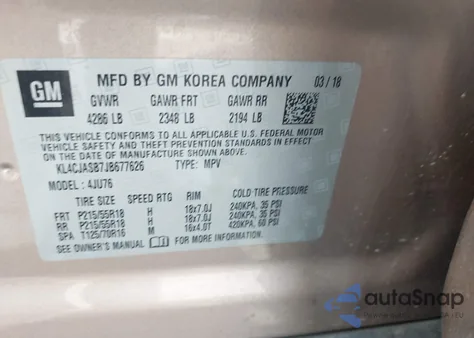 GM
MFD BY GM KOREA COMPANY 03/18
GVWR GAWR FRT GAWR RR
4286 LB 2348 LB 2194 LB
THIS VEHICLE CONFORMS TO ALL APPLICABLE U.S. FEDERAL MOTOR
VEHICLE SAFETY, BUMPER, AND THEFT PREVENTION STANDARDS IN
EFFECT ON THE DATE OF MANUFACTURE SHOWN ABOVE.
KL4CJASB7JB677626 TYPE: MPV
MODEL: 4JU76
TIRE SIZE SPEED RTG RIM COLD TIRE PRESSURE
FRT P215/55R18 H 18x7.0J 240KPA, 35 PSI
RR P215/55R18 H 18x7.0J 240KPA, 35 PSI
SPA T125/70R16 M 16x4.0T 420KPA, 60 PSI
SEE OWNER'S MANUAL FOR ADDITIONAL INFORMATION
autoSnap